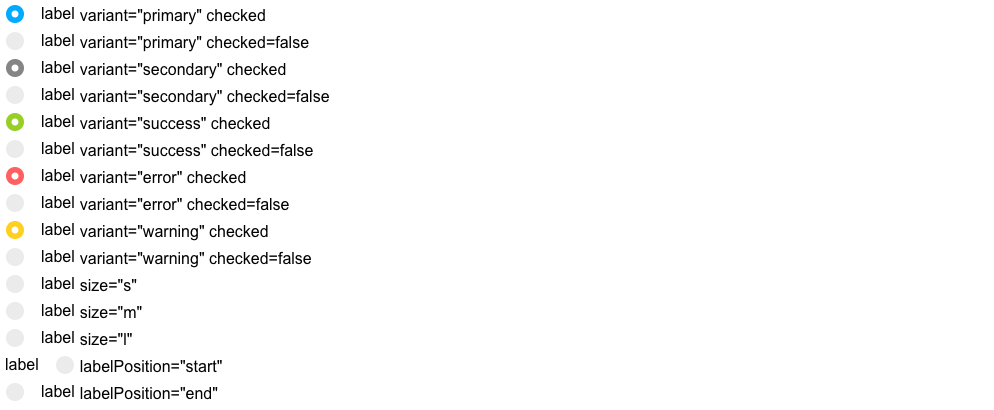 label variant="primary" checked
label variant="primary" checked=false
label variant="secondary" checked
label variant="secondary" checked=false
label variant="success" checked
label variant="success" checked=false
label variant="error" checked
label variant="error" checked=false
label variant="warning" checked
label variant="warning" checked=false
label size="s"
label size="m"
label size="l"
label labelPosition="start"
label labelPosition="end"